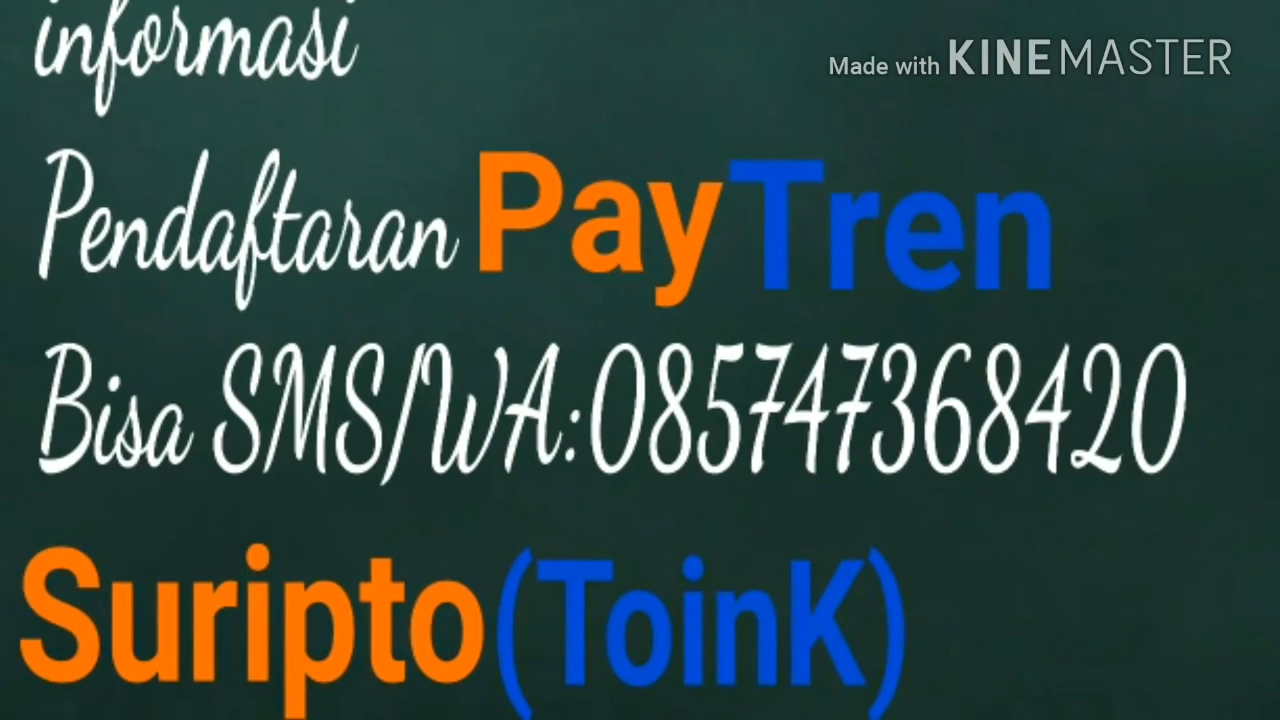 informasi
Made with KINEMASTER
Pendaftaran PayTren
Bisa SMS/WA:085747368420
Suripto(ToinK)